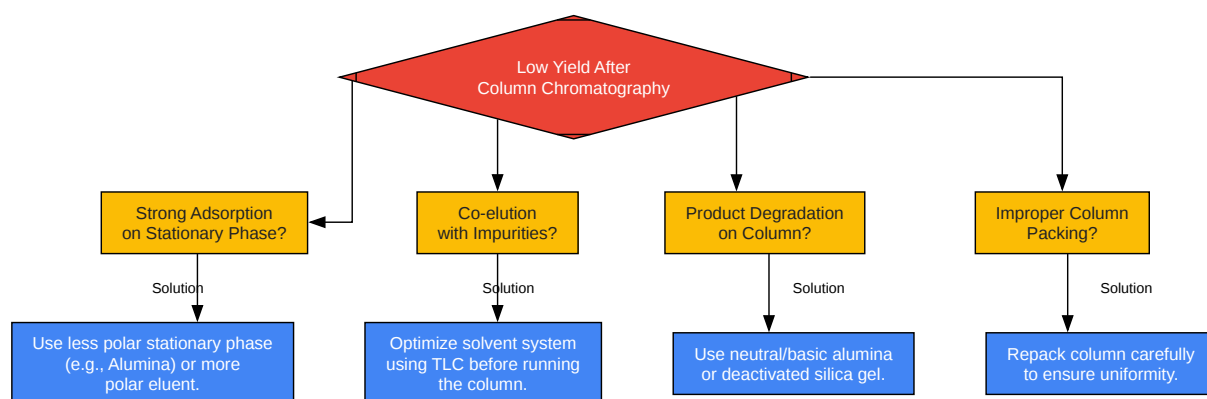 Low Yield After
Column Chromatography
Strong Adsorption
on Stationary Phase?
Co-elution
with Impurities?
Product Degradation
on Column?
Improper Column
Packing?
Solution
Solution
Solution
Solution
Use less polar stationary phase
(e.g., Alumina) or more
polar eluent.
Optimize solvent system
using TLC before running
the column.
Use neutral/basic alumina
or deactivated silica gel.
Repack column carefully
to ensure uniformity.